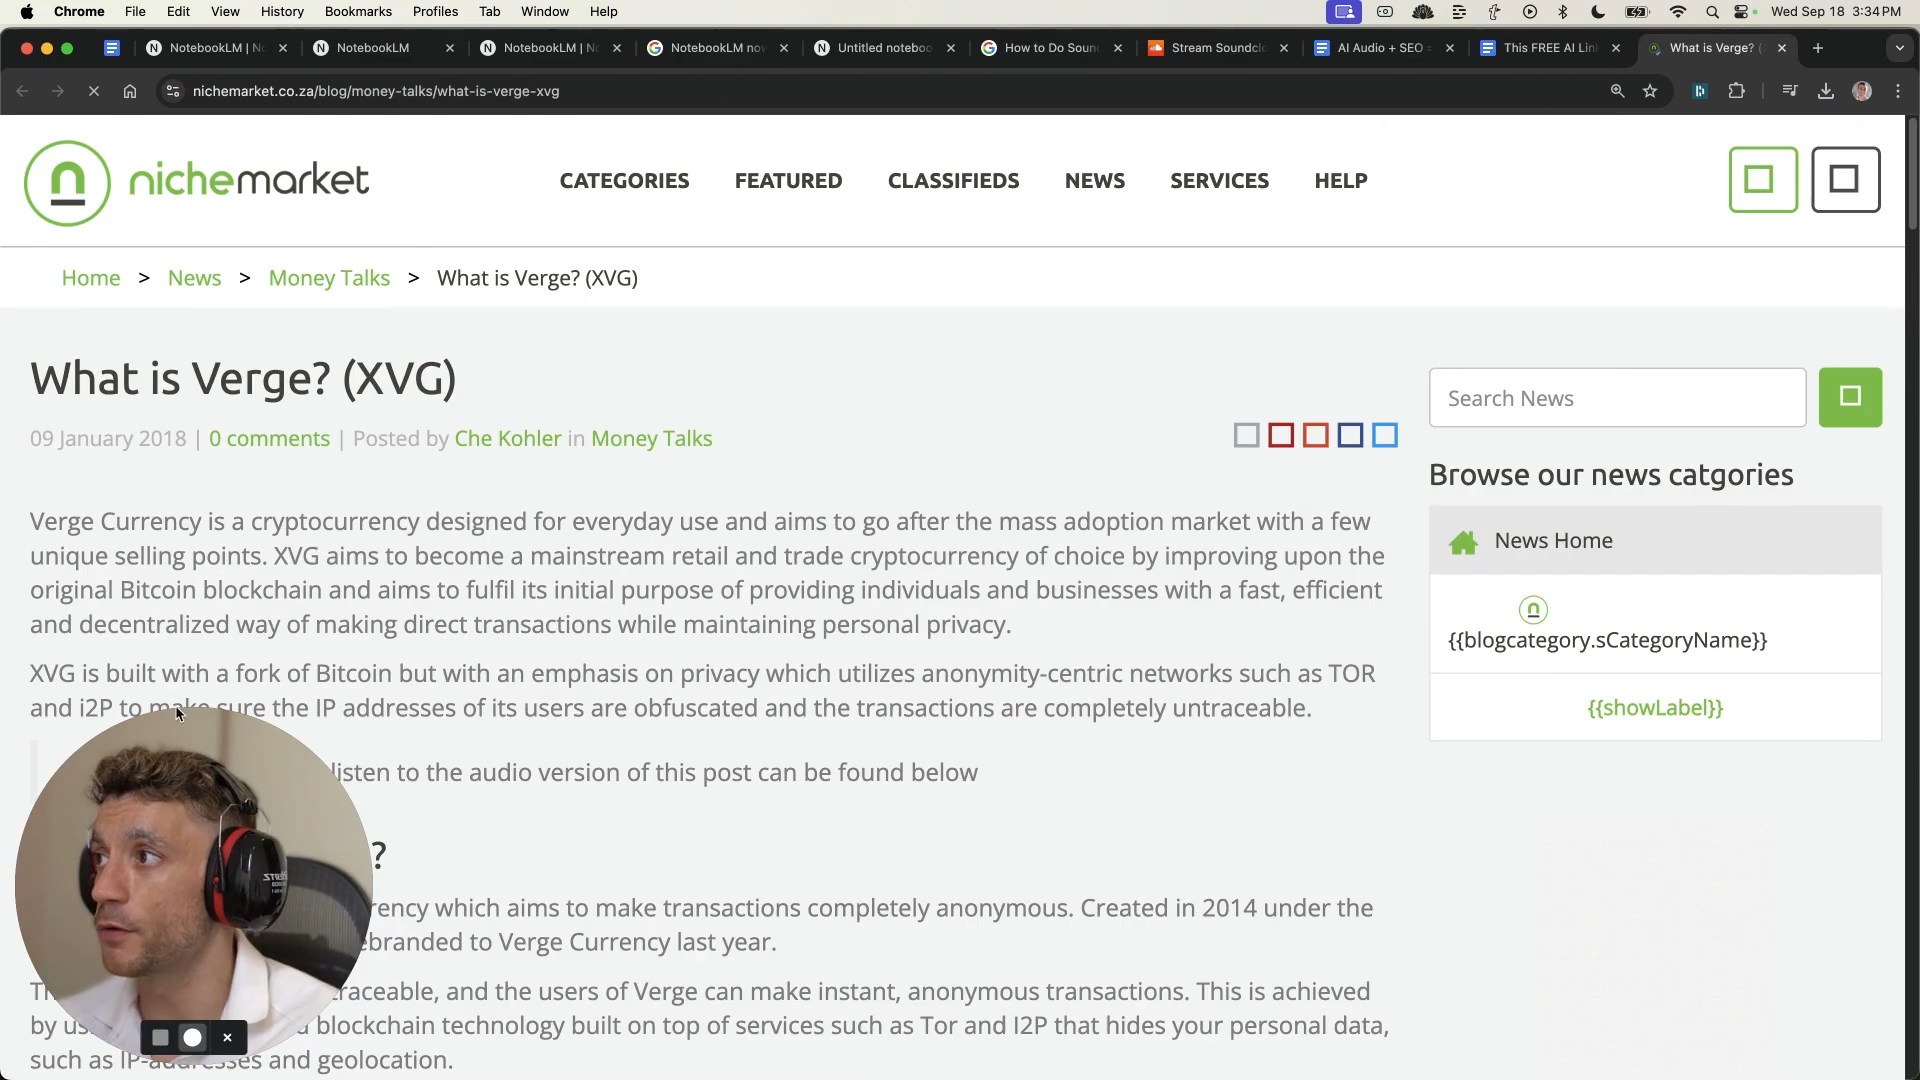 Chrome File Edit View History Bookmarks Profiles Tab Window Help Wed Sep 18 3:34 PM
NotebookLM | No NotebookLM NotebookLM | No NotebookLM now Untitled noteboo How to Do Soun Stream Soundclo AI Audio + SEO = This FREE AI Lin What is Verge? (
nichemarket.co.za/blog/money-talks/what-is-verge-xvg
nichemarket CATEGORIES FEATURED CLASSIFIEDS NEWS SERVICES HELP
Home > News > Money Talks > What is Verge? (XVG)
What is Verge? (XVG)
09 January 2018 | 0 comments | Posted by Che Kohler in Money Talks
Verge Currency is a cryptocurrency designed for everyday use and aims to go after the mass adoption market with a few
unique selling points. XVG aims to become a mainstream retail and trade cryptocurrency of choice by improving upon the
original Bitcoin blockchain and aims to fulfil its initial purpose of providing individuals and businesses with a fast, efficient
and decentralized way of making direct transactions while maintaining personal privacy.
XVG is built with a fork of Bitcoin but with an emphasis on privacy which utilizes anonymity-centric networks such as TOR
and i2P to make sure the IP addresses of its users are obfuscated and the transactions are completely untraceable.
listen to the audio version of this post can be found below
?
rency which aims to make transactions completely anonymous. Created in 2014 under the
ebranded to Verge Currency last year.
raceable, and the users of Verge can make instant, anonymous transactions. This is achieved
by blockchain technology built on top of services such as Tor and I2P that hides your personal data,
such as IP-addresses and geolocation.
Search News
Browse our news catgories
News Home
{{blogcategory.sCategoryName}}
{{showLabel}}